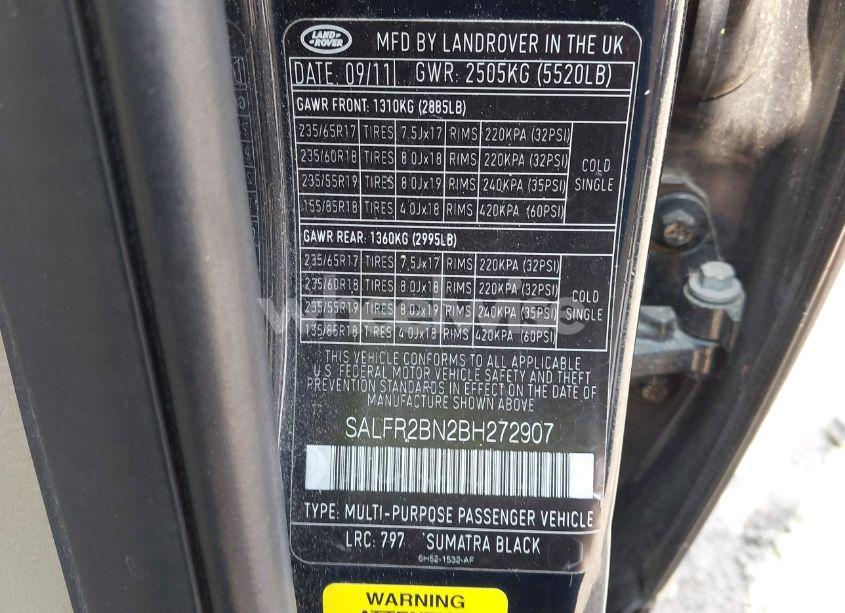 LAND ROVER
MFD BY LANDROVER IN THE UK
DATE: 09/11 GWR: 2505KG (5520LB)
GAWR FRONT: 1310KG (2885LB)
235/65R17 TIRES 7.5Jx17 RIMS 220KPA (32PSI)
235/60R18 TIRES 8.0Jx18 RIMS 220KPA (32PSI)
235/55R19 TIRES 8.0Jx19 RIMS 240KPA (35PSI)
155/85R18 TIRES 4.0Jx18 RIMS 420KPA (60PSI)
COLD
SINGLE
GAWR REAR: 1360KG (2995LB)
235/65R17 TIRES 7.5Jx17 RIMS 220KPA (32PSI)
235/60R18 TIRES 8.0Jx18 RIMS 220KPA (32PSI)
235/55R19 TIRES 8.0Jx19 RIMS 240KPA (35PSI)
135/85R18 TIRES 4.0Jx18 RIMS 420KPA (60PSI)
COLD
SINGLE
THIS VEHICLE CONFORMS TO ALL APPLICABLE
U.S. FEDERAL MOTOR VEHICLE SAFETY AND THEFT
PREVENTION STANDARDS IN EFFECT ON THE DATE OF
MANUFACTURE SHOWN ABOVE.
SALFR2BN2BH272907
TYPE: MULTI-PURPOSE PASSENGER VEHICLE
LRC: 797 SUMATRA BLACK
6H52-1532-AF
WARNING